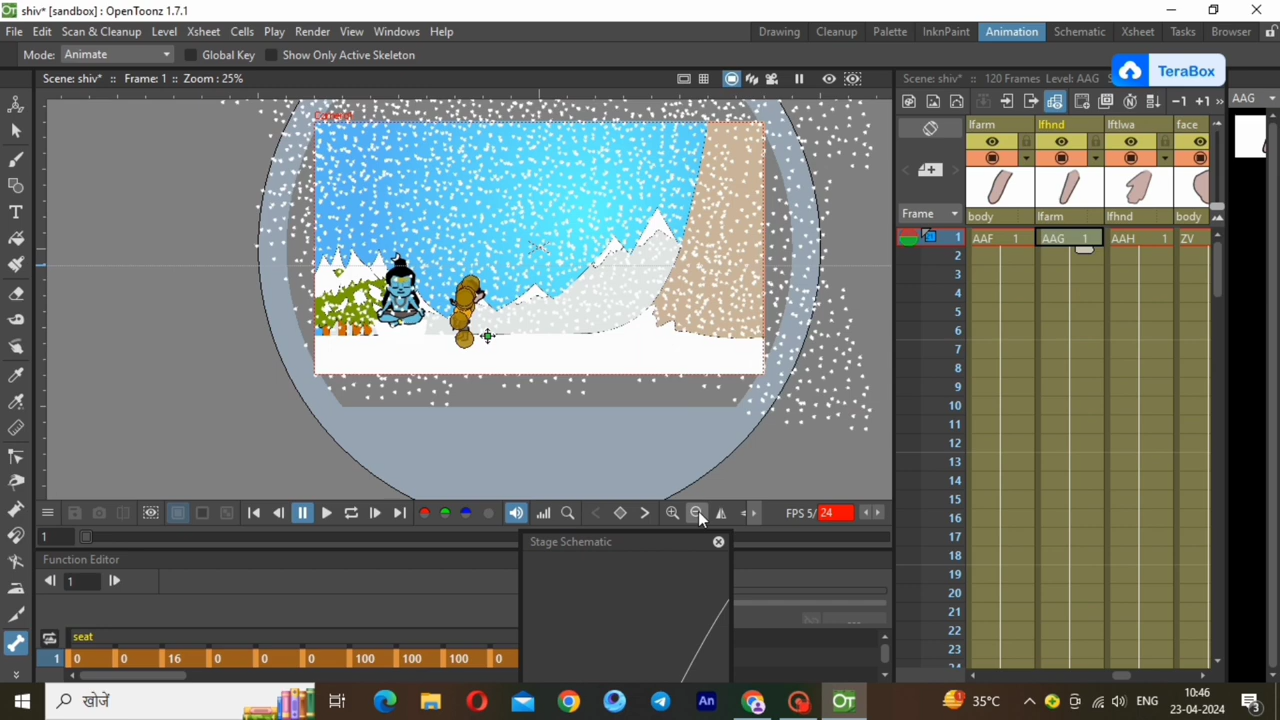 shiv* [sandbox] : OpenToonz 1.7.1
File Edit Scan & Cleanup Level Xsheet Cells Play Render View Windows Help
Drawing Cleanup InknPaint Palette Animation Schematic Xsheet Tasks Browser
Mode: Animate Global Key Show Only Active Skeleton
TeraBox
Scene: shiv* :: Frame: 1 :: Zoom : 25%
Scene: shiv* :: 120 Frames Level: AAG
-1 +1 » AAG
lfarm lfhnd lftlwa face
body lfarm lfhnd body
Frame
1 AAF 1 AAG 1 AAH 1 ZV
2
3
4
5
6
7
8
9
10
11
12
13
14
15
16
17
18
19
20
21
22
23
24
FPS 5/ 24
1
Stage Schematic
Function Editor
1
seat
1 0 0 16 0 0 0 100 100 100 0
खोजें
An
35°C
ENG
10:46
23-04-2024
3